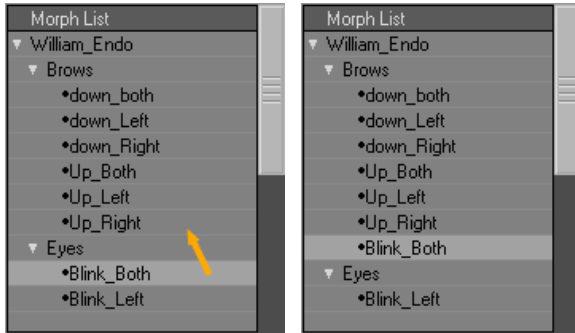 Morph List
William_Endo
Brows
down_both
down_Left
down_Right
Up_Both
Up_Left
Up_Right
Eyes
Blink_Both
Blink_Left
Morph List
William_Endo
Brows
down_both
down_Left
down_Right
Up_Both
Up_Left
Up_Right
Blink_Both
Eyes
Blink_Left